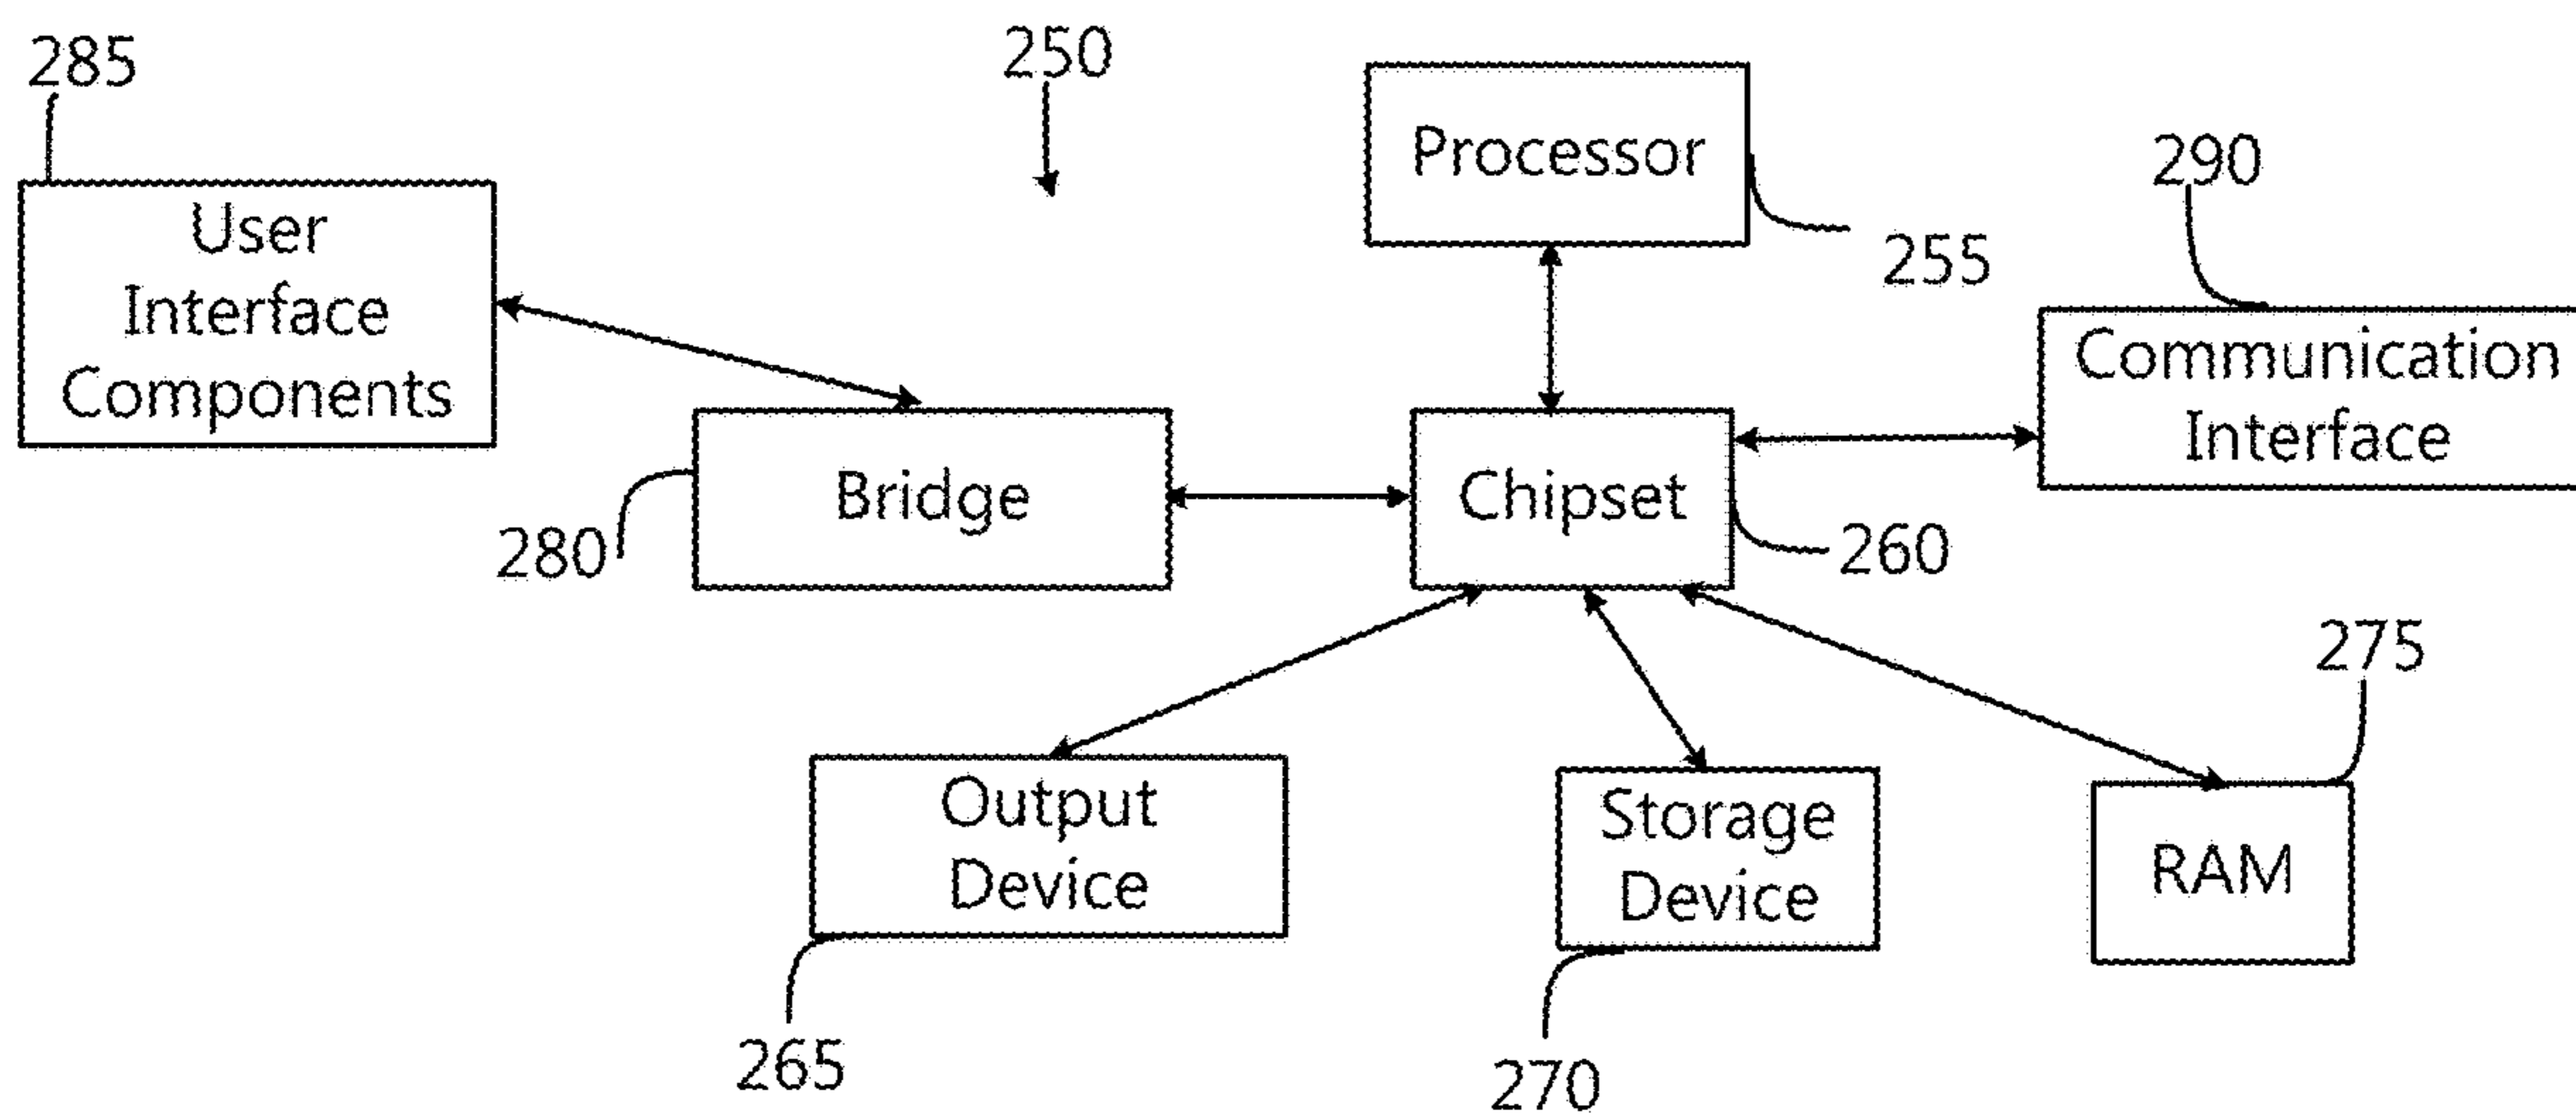 285
250
Processor
290
255
User
Interface
Components
Communication
Interface
Bridge
Chipset
280
260
275
Output
Device
Storage
Device
RAM
265
270